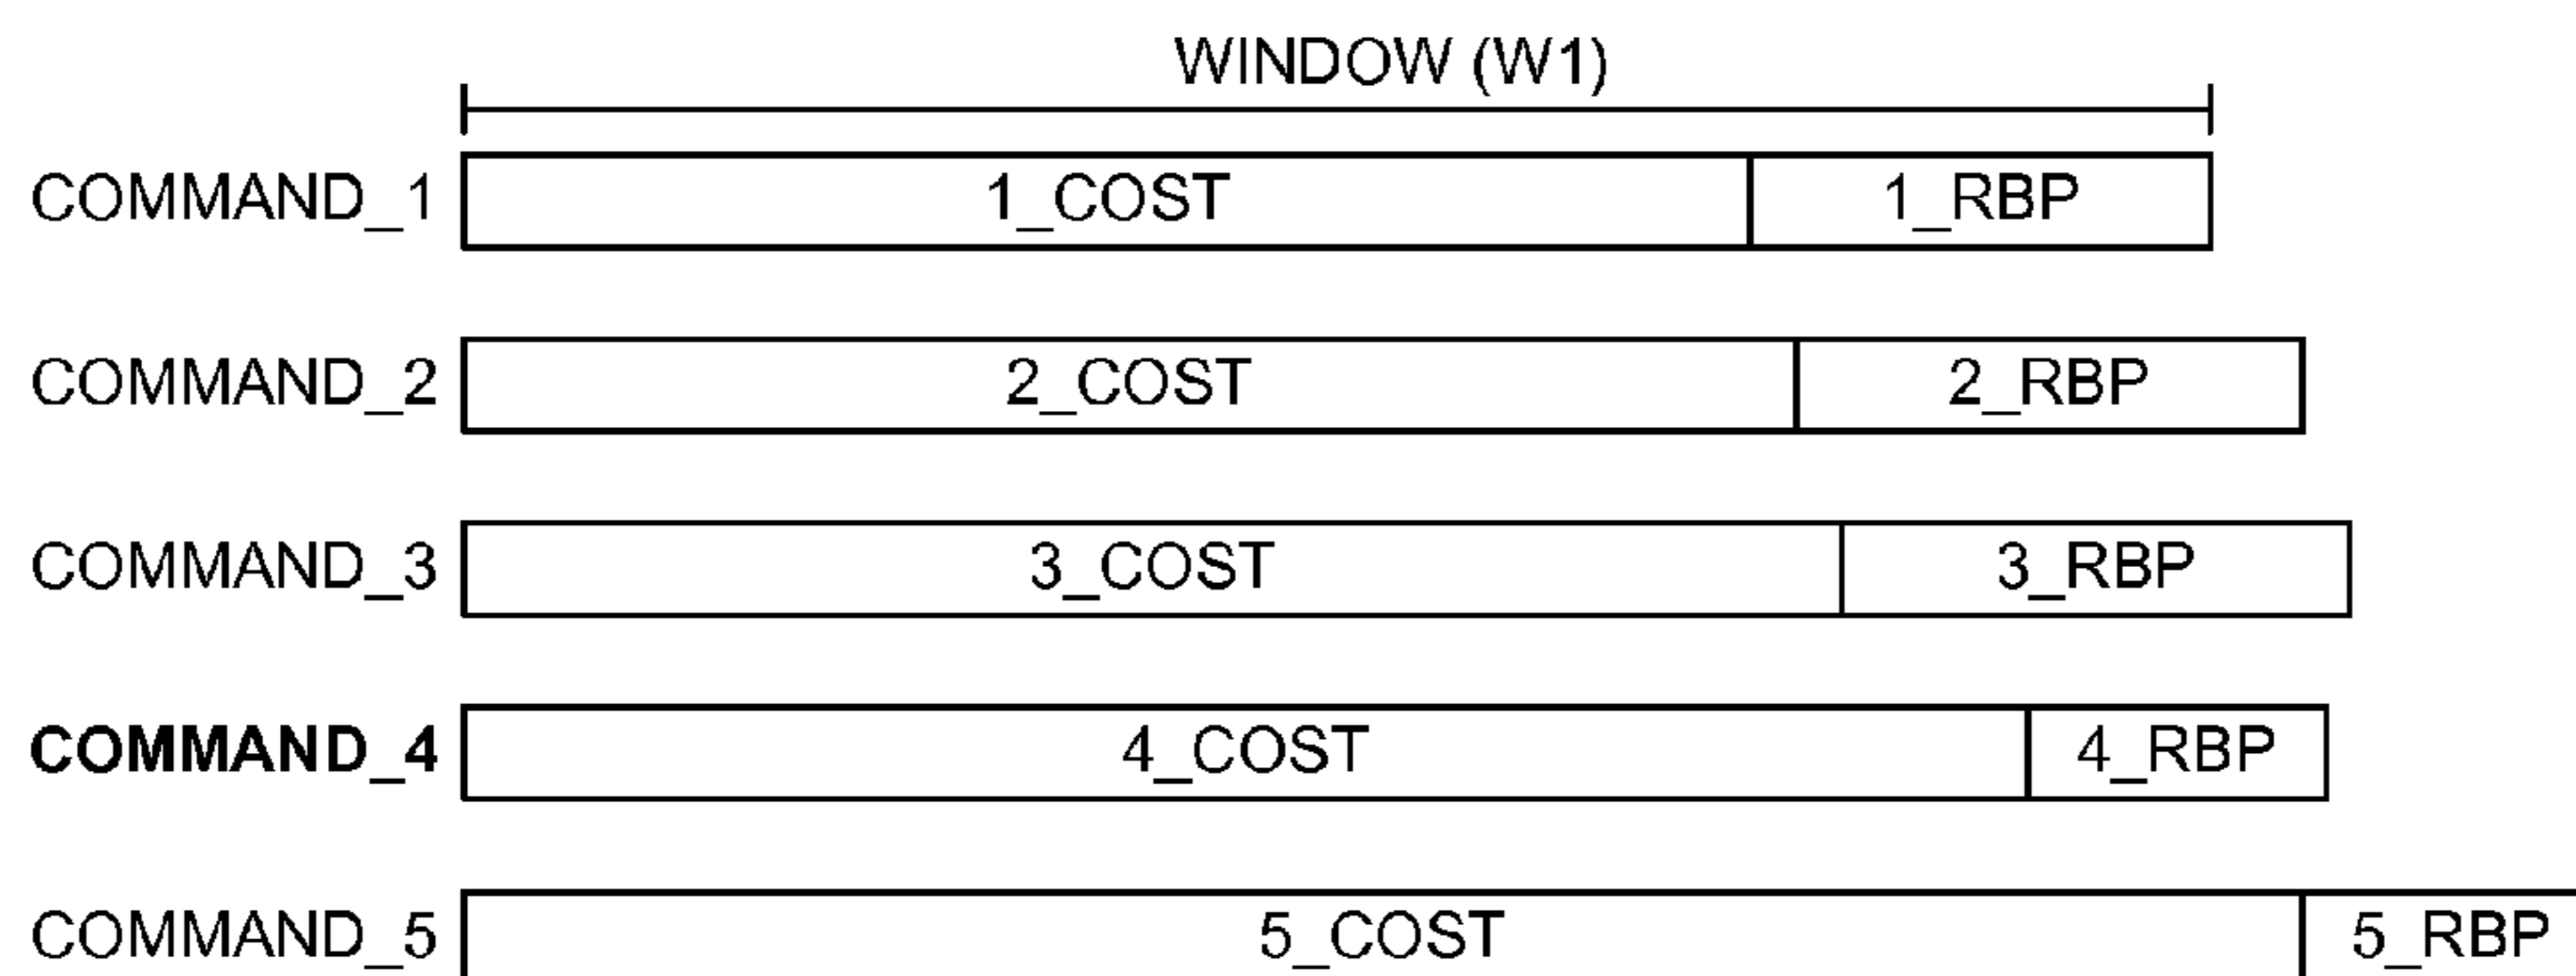 WINDOW (W1)
COMMAND_1 1_COST 1_RBP
COMMAND_2 2_COST 2_RBP
COMMAND_3 3_COST 3_RBP
COMMAND_4 4_COST 4_RBP
COMMAND_5 5_COST 5_RBP